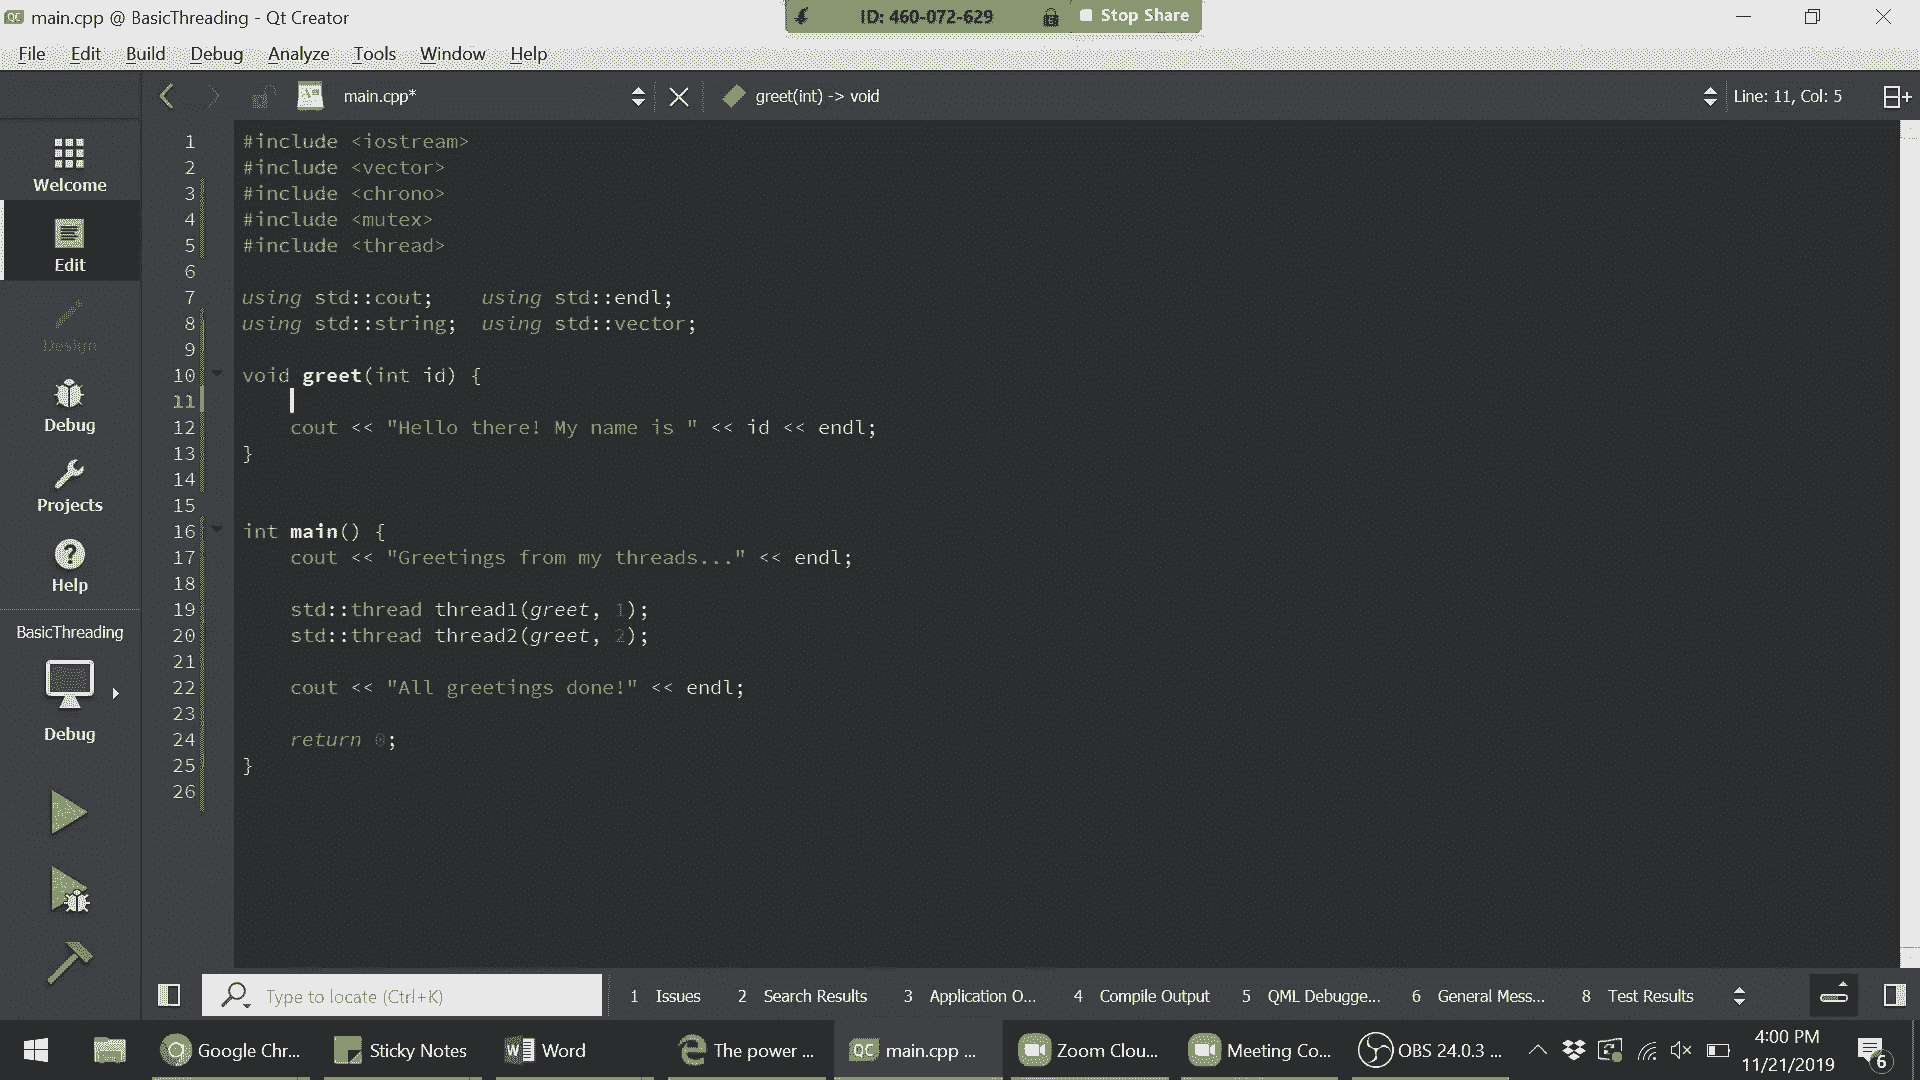 QC main.cpp @ BasicThreading - Qt Creator
ID: 460-072-629
Stop Share
File Edit Build Debug Analyze Tools Window Help
main.cpp*
greet(int) -> void
Line: 11, Col: 5
Welcome
Edit
Design
Debug
Projects
Help
BasicThreading
Debug
1 #include <iostream>
2 #include <vector>
3 #include <chrono>
4 #include <mutex>
5 #include <thread>
6
7 using std::cout;    using std::endl;
8 using std::string;  using std::vector;
9
10 void greet(int id) {
11
12     cout << "Hello there! My name is " << id << endl;
13 }
14
15
16 int main() {
17     cout << "Greetings from my threads..." << endl;
18
19     std::thread thread1(greet, 1);
20     std::thread thread2(greet, 2);
21
22     cout << "All greetings done!" << endl;
23
24     return 0;
25 }
26
Type to locate (Ctrl+K)
1 Issues
2 Search Results
3 Application O...
4 Compile Output
5 QML Debugge...
6 General Mess...
8 Test Results
Google Chr...
Sticky Notes
Word
The power ...
QC main.cpp ...
Zoom Clou...
Meeting Co...
OBS 24.0.3 ...
4:00 PM
11/21/2019
6